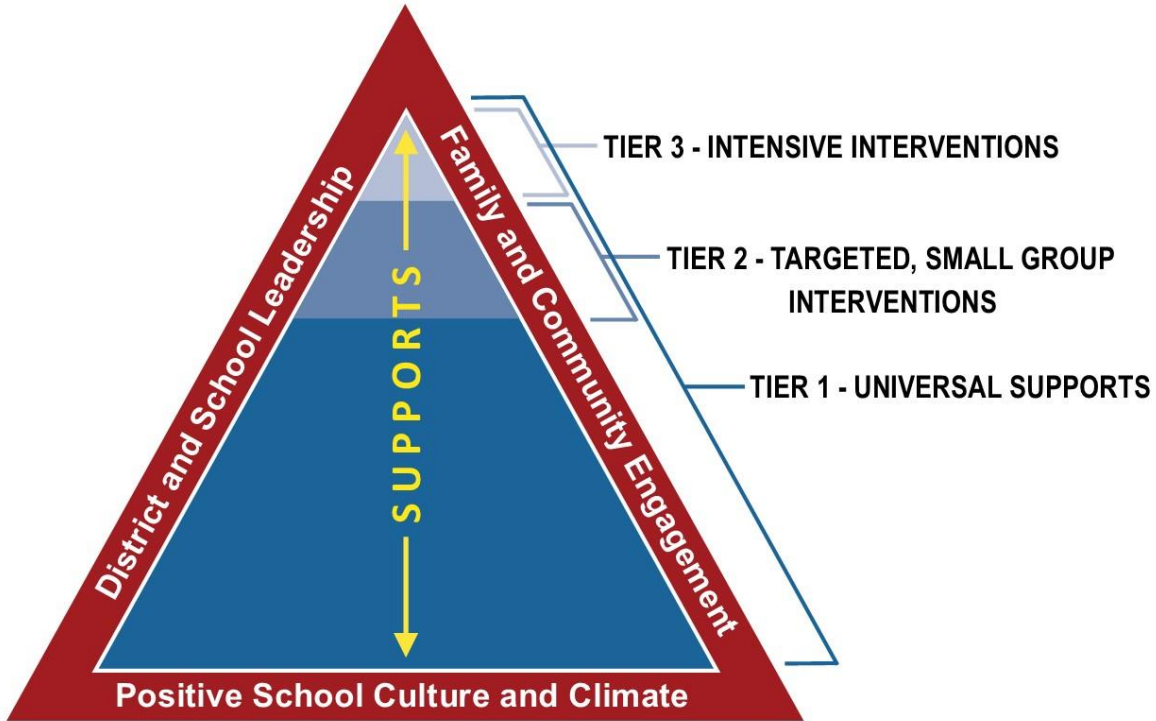 TIER 3 - INTENSIVE INTERVENTIONS
TIER 2 - TARGETED, SMALL GROUP
INTERVENTIONS
TIER 1 - UNIVERSAL SUPPORTS
District and School Leadership
SUPPORTS
Family and Community Engagement
Positive School Culture and Climate